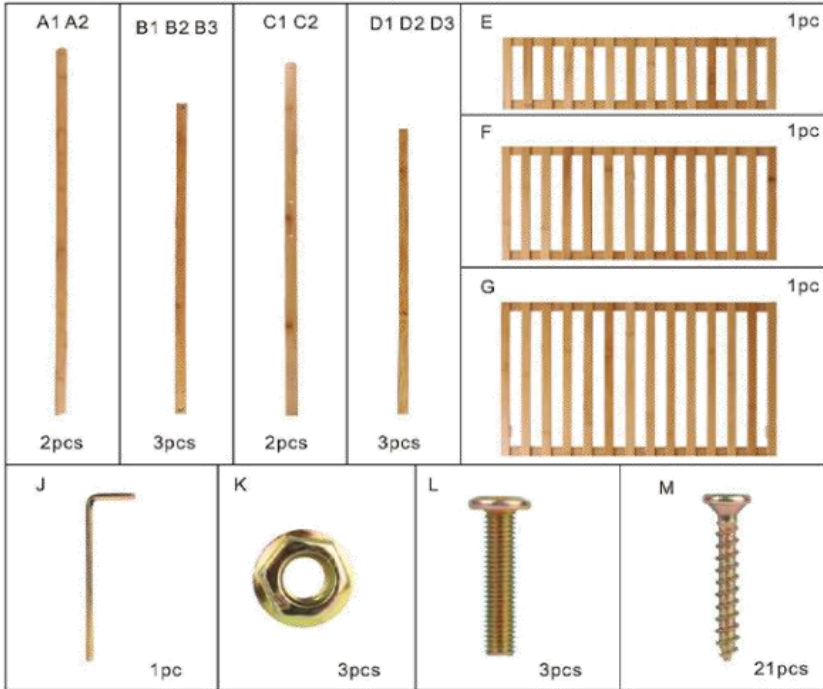 A1 A2
2pcs
B1 B2 B3
3pcs
C1 C2
2pcs
D1 D2 D3
3pcs
E
1pc
F
1pc
G
1pc
J
1pc
K
3pcs
L
3pcs
M
21pcs